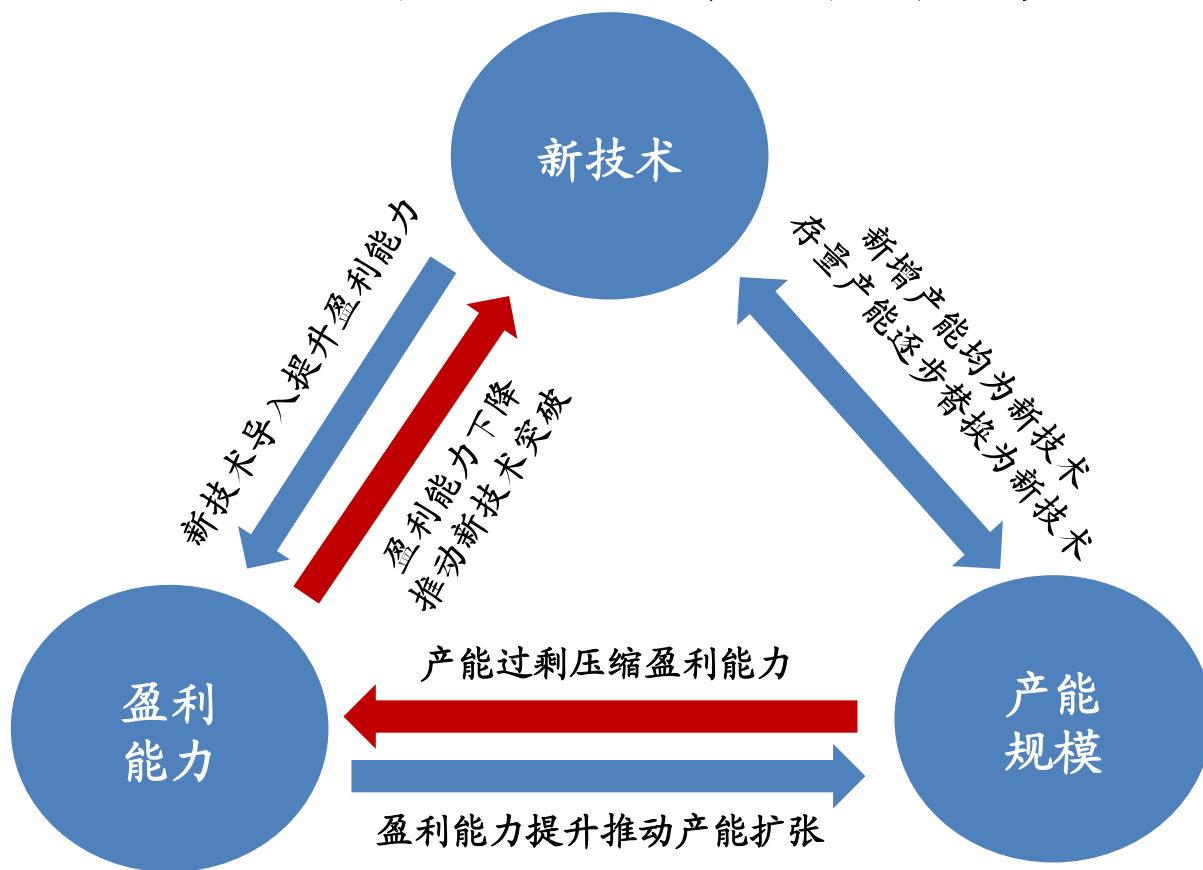 新技术
新技术导入提升盈利能力
盈利能力下降
推动新技术突破
新增产能均为新技术
存量产能逐步替换为新技术
产能过剩压缩盈利能力
盈利
能力
产能
规模
盈利能力提升推动产能扩张